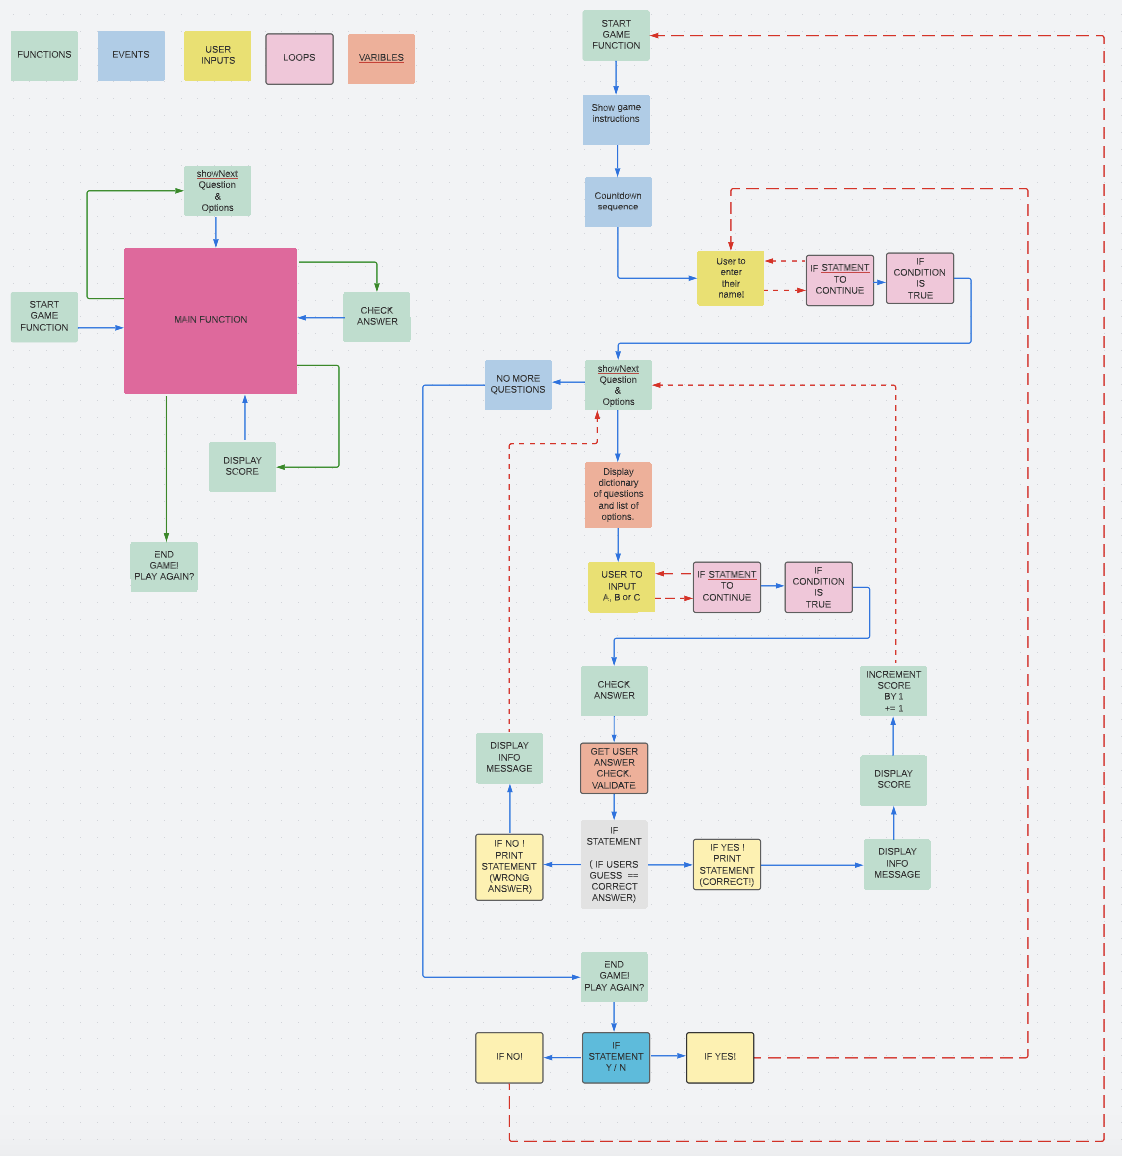 FUNCTIONS
EVENTS
USER
INPUTS
LOOPS
VARIBLES
START
GAME
FUNCTION
Show game
instructions
Countdown
sequence
User to
enter
their
name!
IF STATMENT
TO
CONTINUE
IF
CONDITION
IS
TRUE
showNext
Question
&
Options
MAIN FUNCTION
START
GAME
FUNCTION
CHECK
ANSWER
DISPLAY
SCORE
END
GAME!
PLAY AGAIN?
NO MORE
QUESTIONS
showNext
Question
&
Options
Display
dictionary
of questions
and list of
options.
USER TO
INPUT
A, B or C
IF STATMENT
TO
CONTINUE
IF
CONDITION
IS
TRUE
CHECK
ANSWER
INCREMENT
SCORE
BY 1
+= 1
DISPLAY
INFO
MESSAGE
GET USER
ANSWER
CHECK.
VALIDATE
DISPLAY
SCORE
IF NO !
PRINT
STATEMENT
(WRONG
ANSWER)
IF
STATEMENT
( IF USERS
GUESS ==
CORRECT
ANSWER)
IF YES !
PRINT
STATEMENT
(CORRECT!)
DISPLAY
INFO
MESSAGE
END
GAME!
PLAY AGAIN?
IF NO!
IF
STATEMENT
Y / N
IF YES!